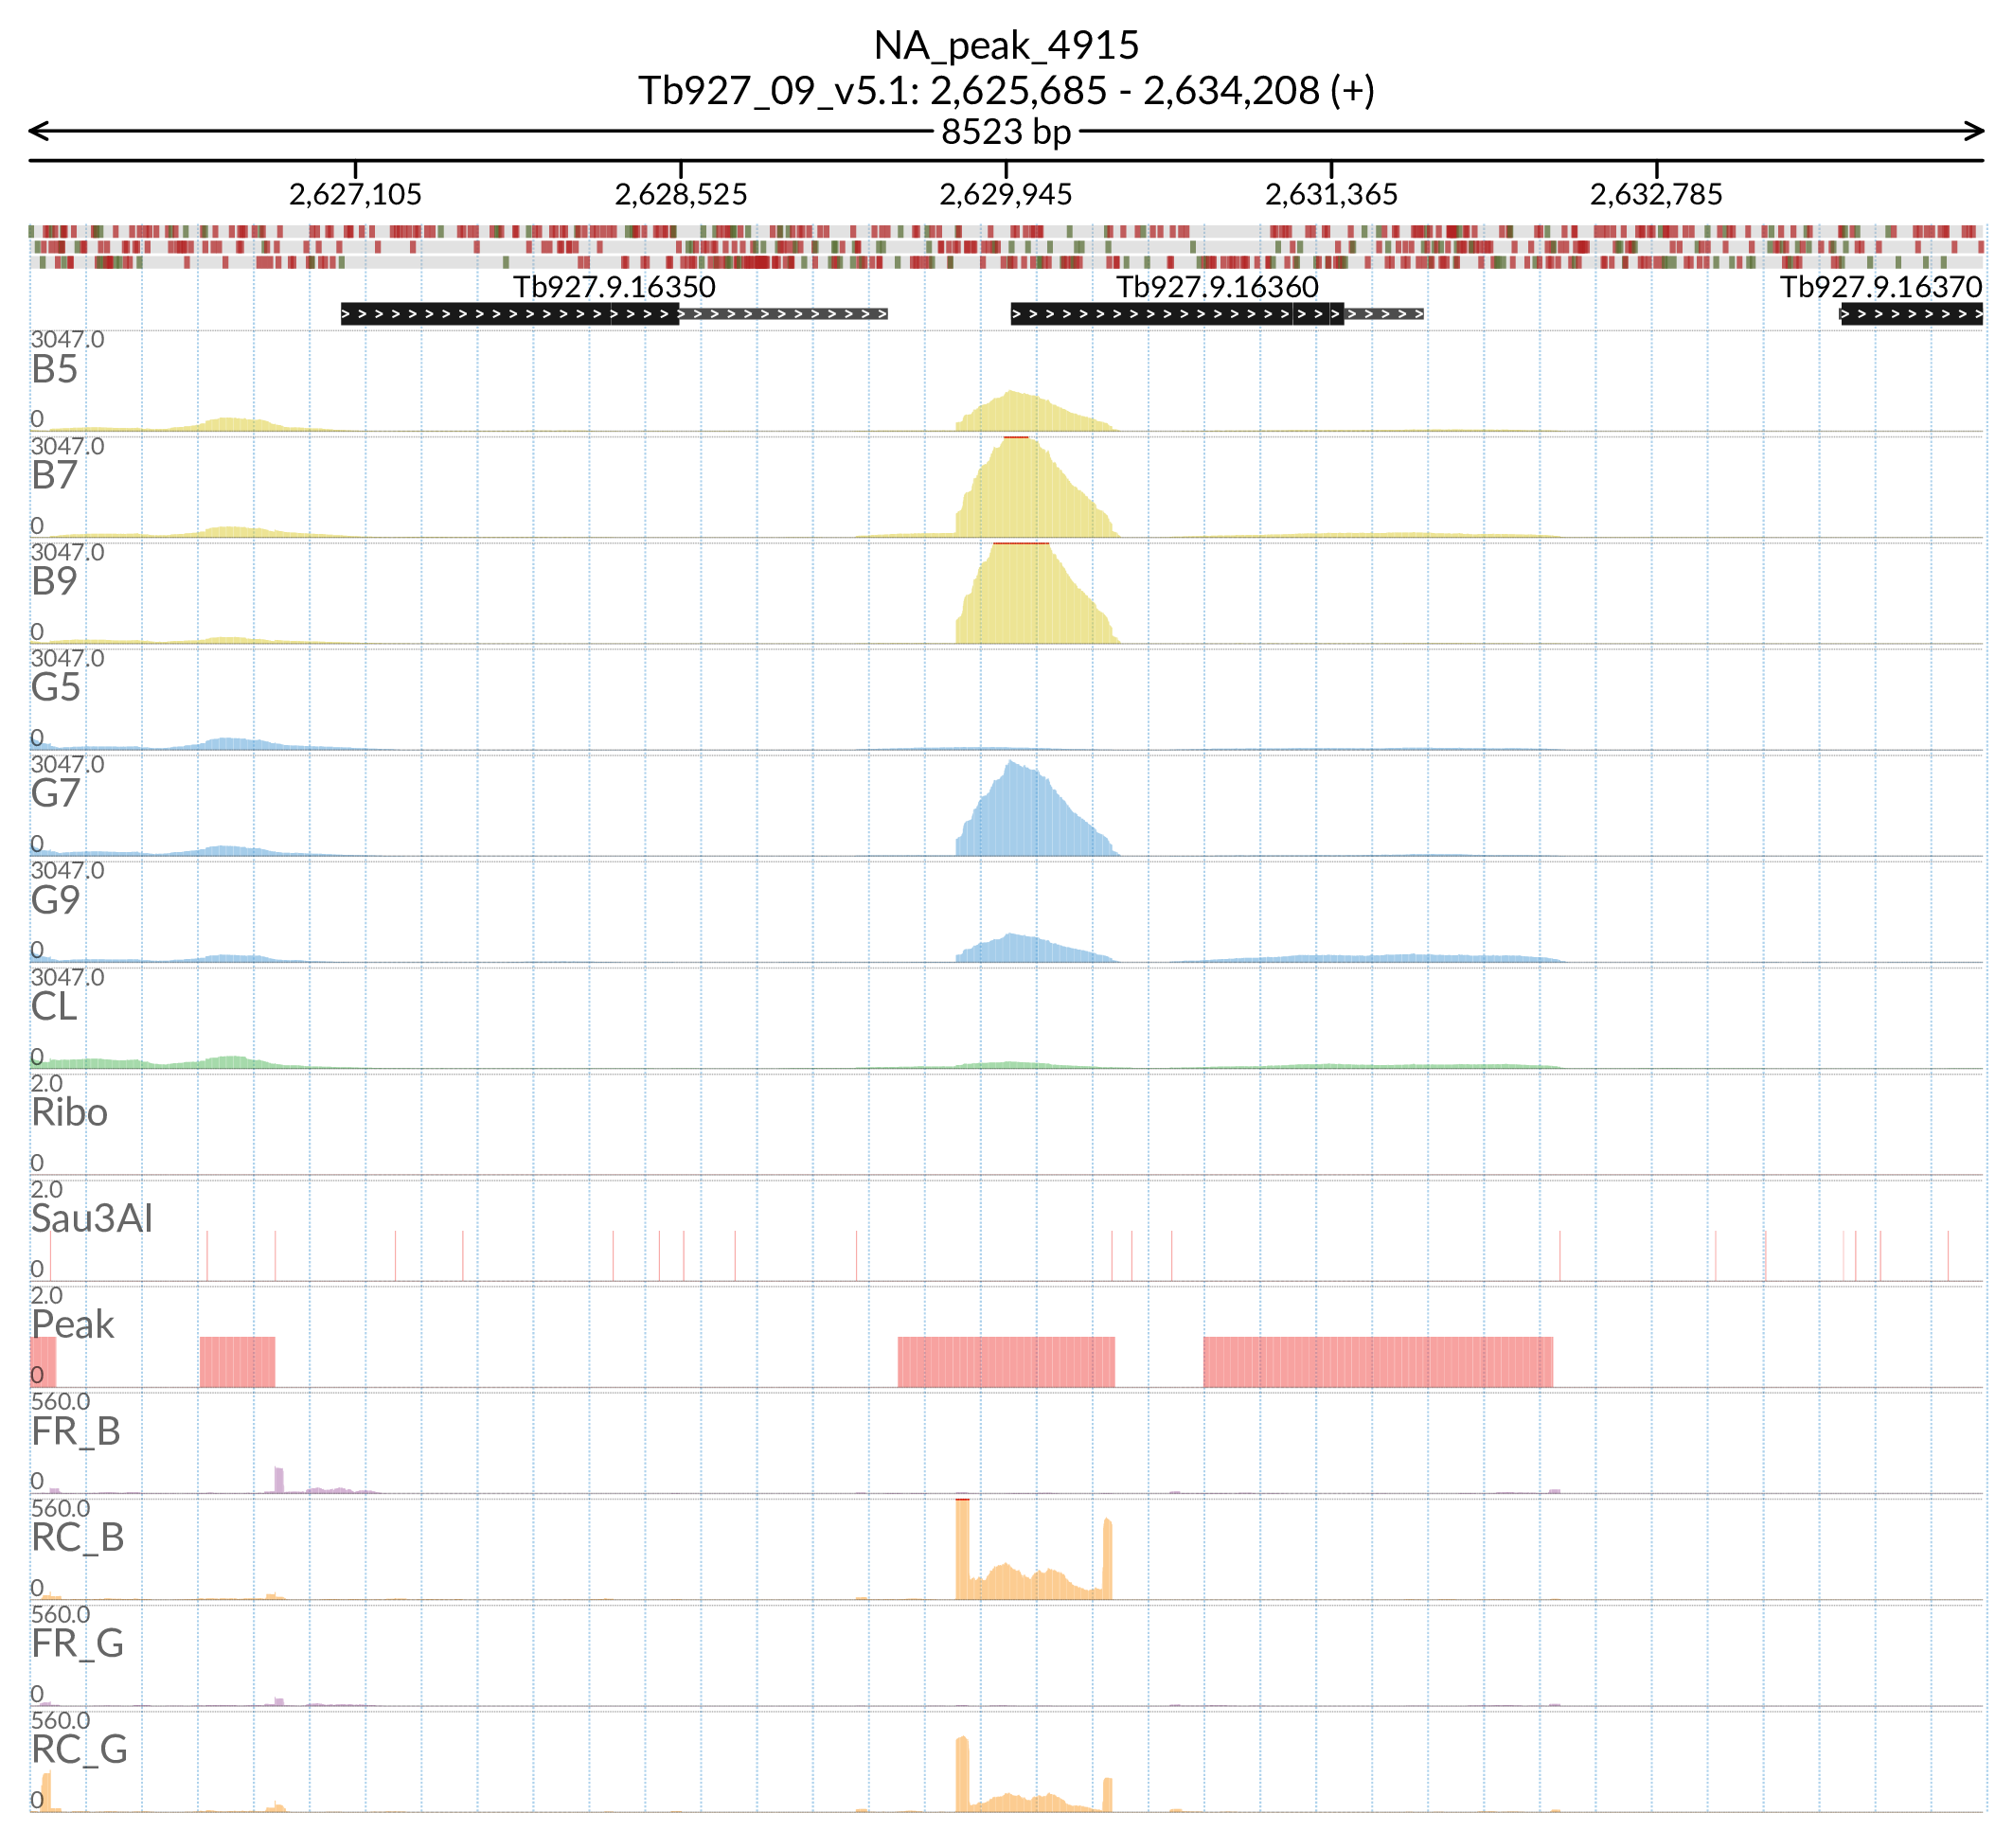 NA_peak_4915
Tb927_09_v5.1: 2,625,685 - 2,634,208 (+)
8523 bp
2,627,105 2,628,525 2,629,945 2,631,365 2,632,785
Tb927.9.16350 Tb927.9.16360 Tb927.9.16370
3047.0
B5
0
3047.0
B7
0
3047.0
B9
0
3047.0
G5
0
3047.0
G7
0
3047.0
G9
0
3047.0
CL
0
2.0
Ribo
0
2.0
Sau3AI
0
2.0
Peak
0
560.0
FR_B
0
560.0
RC_B
0
560.0
FR_G
0
560.0
RC_G
0